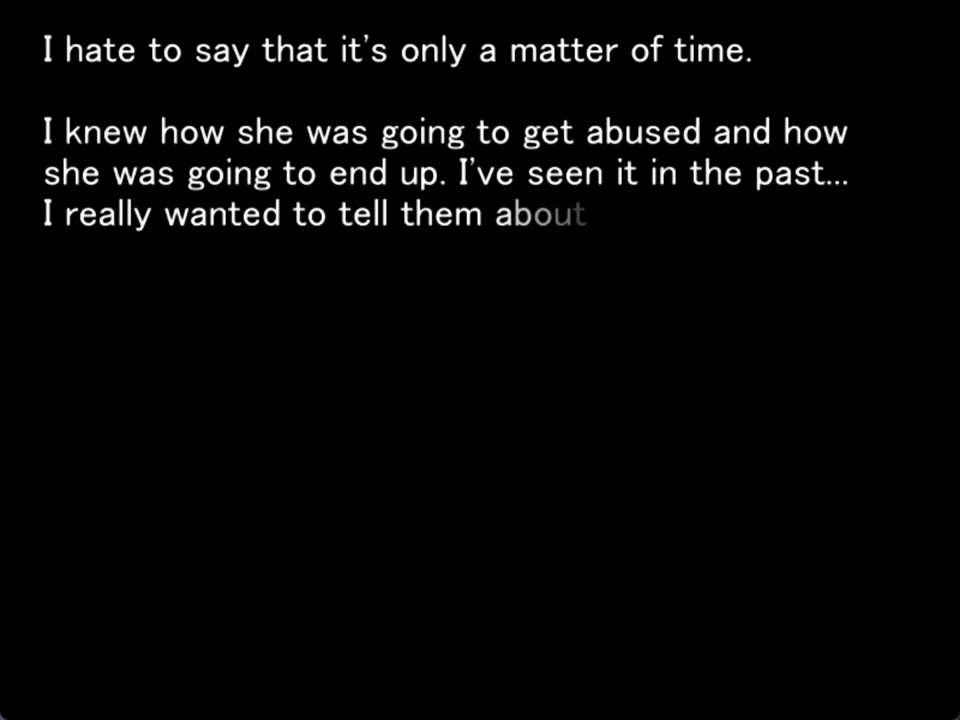 I hate to say that it's only a matter of time.
I knew how she was going to get abused and how
she was going to end up. I've seen it in the past...
I really wanted to tell them about